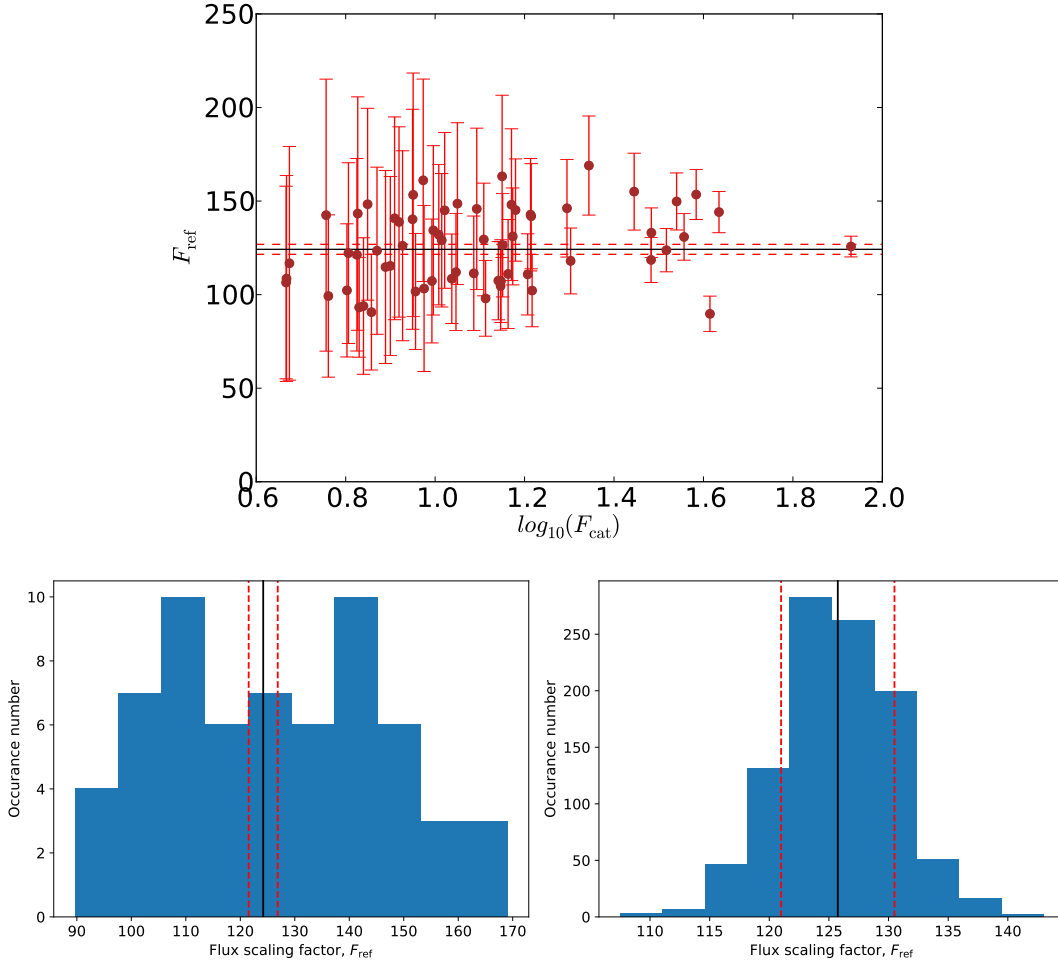 250
200
150
100
50
0
F_ref
0.6 0.8 1.0 1.2 1.4 1.6 1.8 2.0
log_10(F_cat)
10
8
6
4
2
0
Occurance number
90 100 110 120 130 140 150 160 170
Flux scaling factor, F_ref
250
200
150
100
50
0
Occurance number
110 115 120 125 130 135 140
Flux scaling factor, F_ref